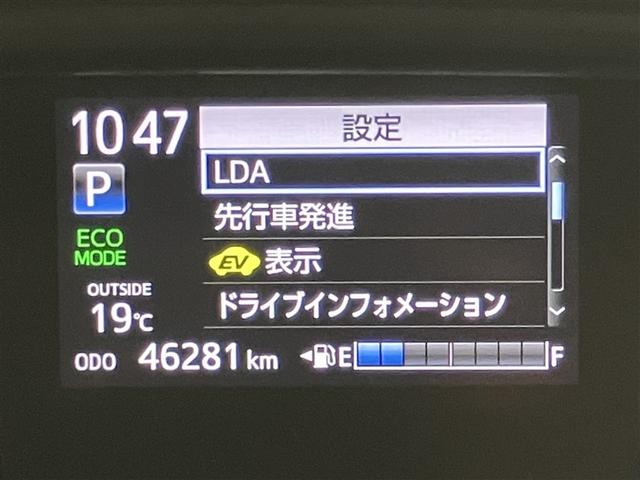 10 47
設定
P
LDA
先行車発進
ECO
MODE
EV 表示
OUTSIDE
19℃
ドライブインフォメーション
ODO 46281 km
E F